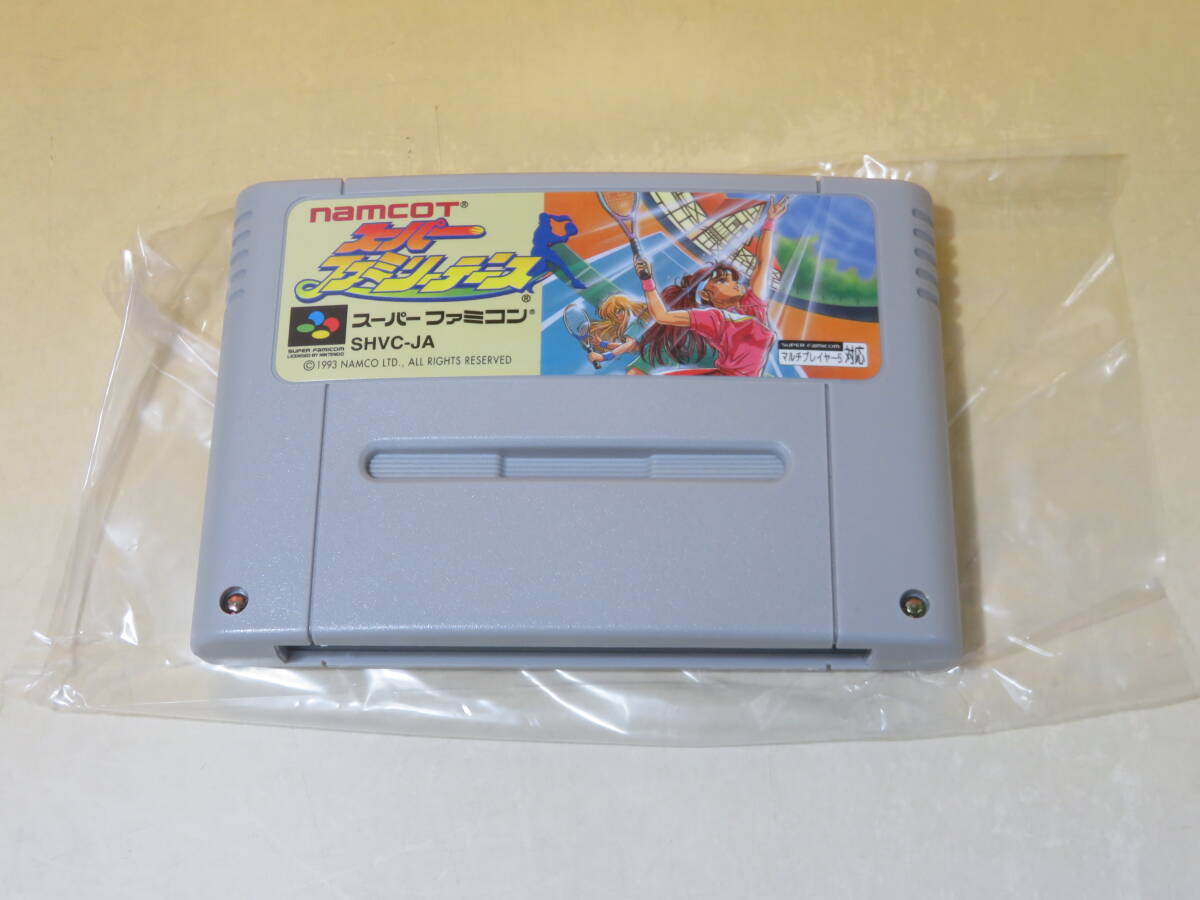 namcot®
スーパー
ファミリーテニス®
スーパーファミコン®
SUPER FAMICOM
LICENSED BY NINTENDO
SHVC-JA
©1993 NAMCO LTD., ALL RIGHTS RESERVED
SUPER FAMICOM
マルチプレイヤー5 対応